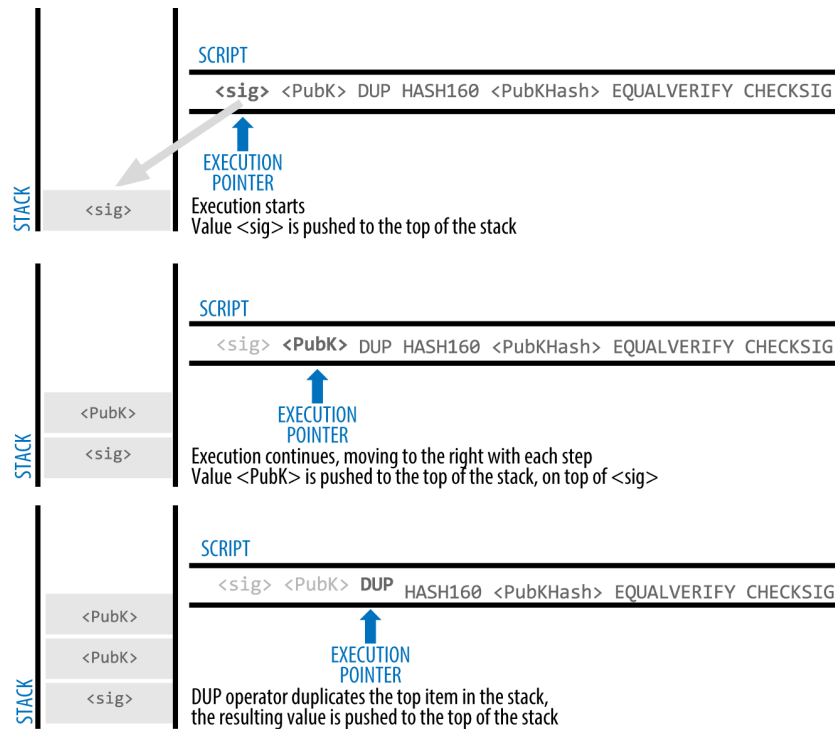 SCRIPT
<sig> <PubK> DUP HASH160 <PubKHash> EQUALVERIFY CHECKSIG
EXECUTION
POINTER
STACK
<sig>
Execution starts
Value <sig> is pushed to the top of the stack
SCRIPT
<sig> <PubK> DUP HASH160 <PubKHash> EQUALVERIFY CHECKSIG
EXECUTION
POINTER
<PubK>
STACK
<sig>
Execution continues, moving to the right with each step
Value <PubK> is pushed to the top of the stack, on top of <sig>
SCRIPT
<sig> <PubK> DUP HASH160 <PubKHash> EQUALVERIFY CHECKSIG
EXECUTION
POINTER
<PubK>
<PubK>
STACK
<sig>
DUP operator duplicates the top item in the stack,
the resulting value is pushed to the top of the stack